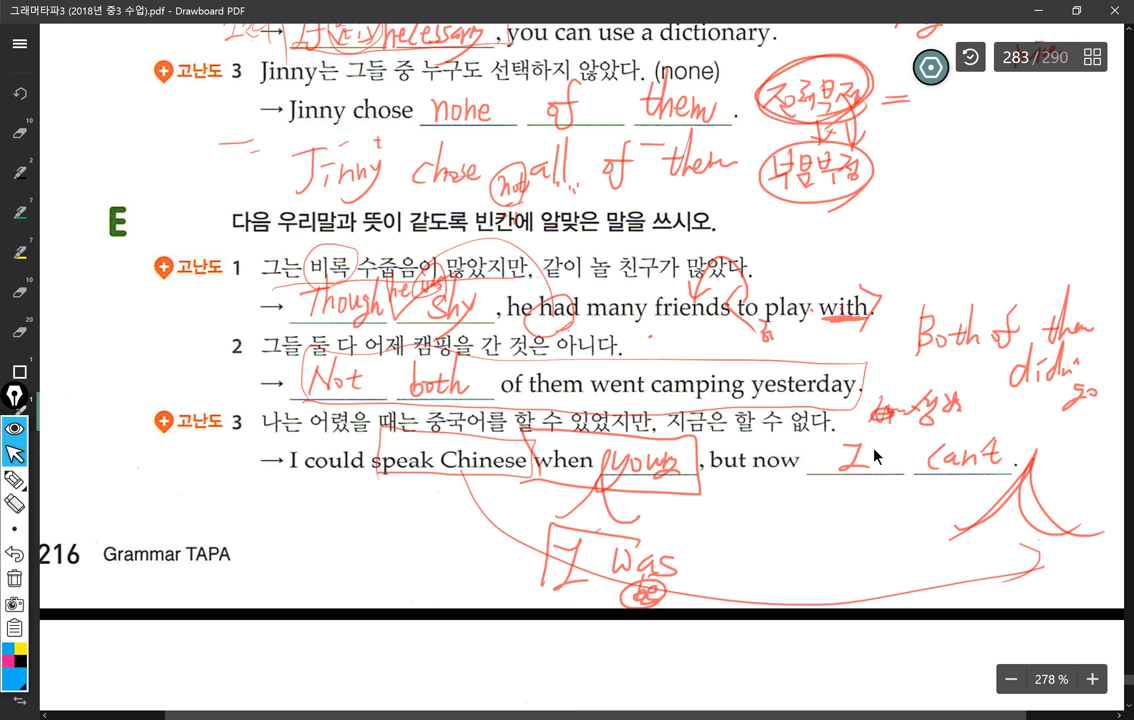 그래머타파3 (2018년 중3 수업).pdf - Drawboard PDF
necessary, you can use a dictionary.
283/290
고난도 3 Jinny는 그들 중 누구도 선택하지 않았다. (none)
→ Jinny chose none of them.
전체부정 =
Jinny chose not all of them
부분부정
E 다음 우리말과 뜻이 같도록 빈칸에 알맞은 말을 쓰시오.
고난도 1 그는 비록 수줍음이 많았지만, 같이 놀 친구가 많았다.
→ Though he was shy, he had many friends to play with.
2 그들 둘 다 어제 캠핑을 간 것은 아니다.
→ Not both of them went camping yesterday.
Both of them
didn't
go
고난도 3 나는 어렸을 때는 중국어를 할 수 있었지만, 지금은 할 수 없다.
→ I could speak Chinese when young, but now I can't.
I was
be
216 Grammar TAPA
278 %